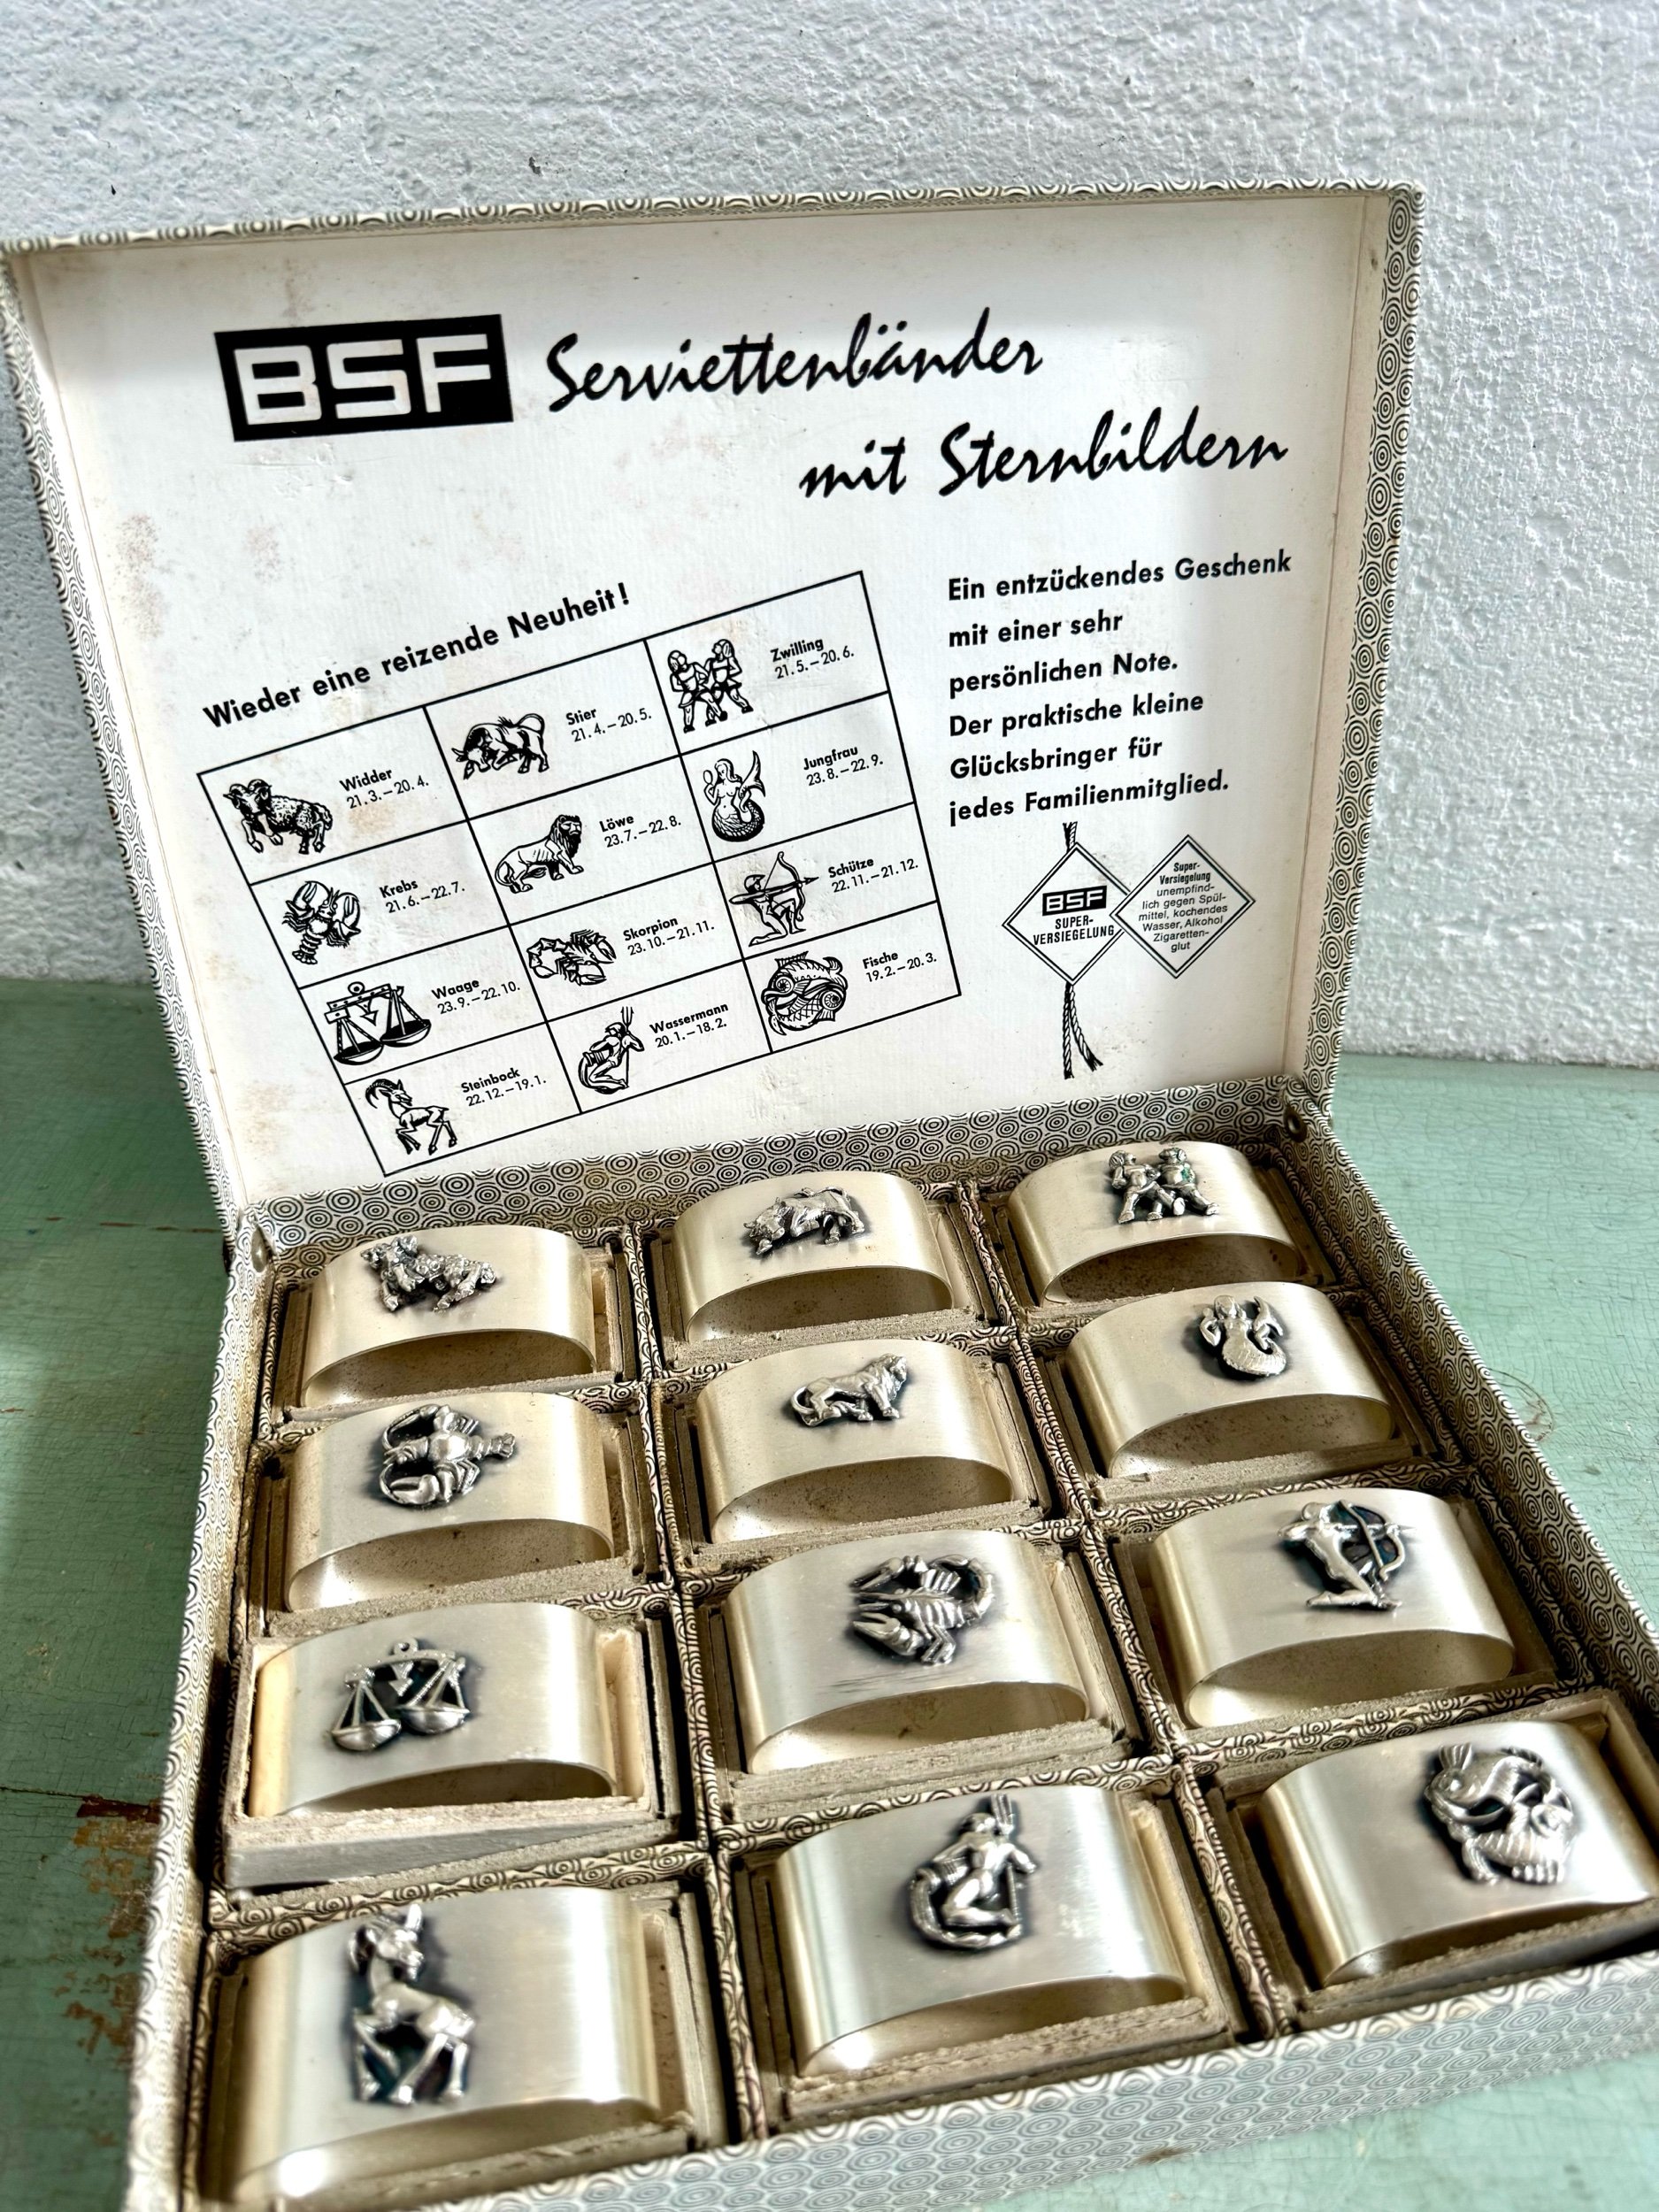 BSF Serviettenbänder
mit Sternbildern
Wieder eine reizende Neuheit!
Widder
21.3.–20.4.
Stier
21.4.–20.5.
Zwilling
21.5.–20.6.
Krebs
21.6.–22.7.
Löwe
23.7.–22.8.
Jungfrau
23.8.–22.9.
Waage
23.9.–22.10.
Skorpion
23.10.–21.11.
Schütze
22.11.–21.12.
Steinbock
22.12.–19.1.
Wassermann
20.1.–18.2.
Fische
19.2.–20.3.
Ein entzückendes Geschenk
mit einer sehr
persönlichen Note.
Der praktische kleine
Glücksbringer für
jedes Familienmitglied.
BSF
SUPER-
VERSIEGELUNG
Super-
Versiegelung
unempfind-
lich gegen Spül-
mittel, kochendes
Wasser, Alkohol
Zigaretten-
glut